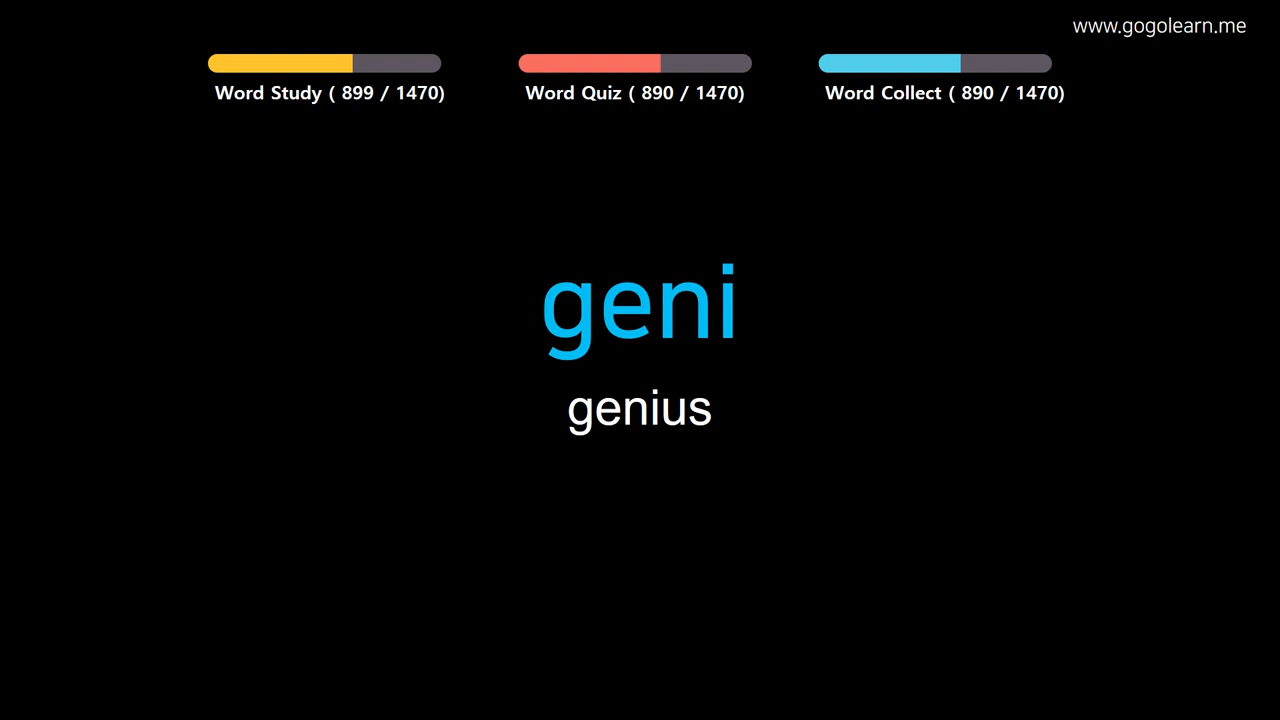 www.gogolearn.me
Word Study ( 899 / 1470)
Word Quiz ( 890 / 1470)
Word Collect ( 890 / 1470)
geni
genius